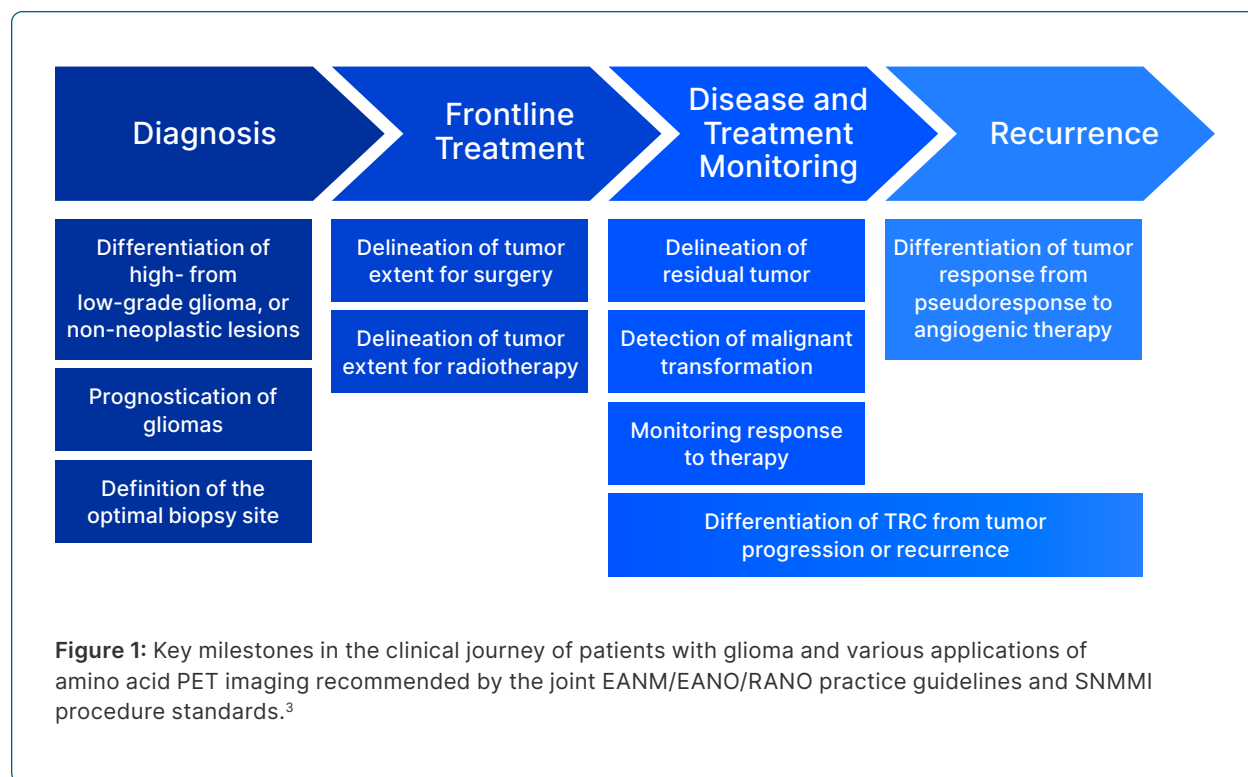 Diagnosis
Frontline
Treatment
Disease and
Treatment
Monitoring
Recurrence
Differentiation of
high- from
low-grade glioma, or
non-neoplastic lesions
Prognostication of
gliomas
Definition of the
optimal biopsy site
Delineation of tumor
extent for surgery
Delineation of tumor
extent for radiotherapy
Delineation of
residual tumor
Detection of malignant
transformation
Monitoring response
to therapy
Differentiation of tumor
response from
pseudoresponse to
angiogenic therapy
Differentiation of TRC from tumor
progression or recurrence
Figure 1: Key milestones in the clinical journey of patients with glioma and various applications of
amino acid PET imaging recommended by the joint EANM/EANO/RANO practice guidelines and SNMMI
procedure standards.³